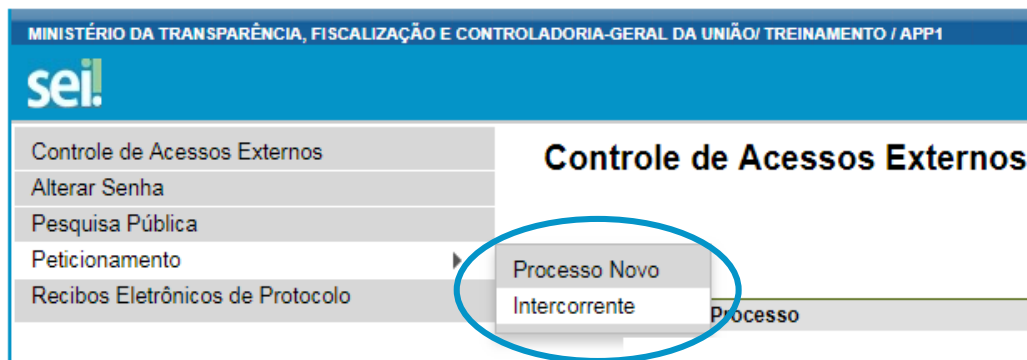 MINISTÉRIO DA TRANSPARÊNCIA, FISCALIZAÇÃO E CONTROLADORIA-GERAL DA UNIÃO/ TREINAMENTO / APP1
sei!
Controle de Acessos Externos
Alterar Senha
Pesquisa Pública
Peticionamento
Recibos Eletrônicos de Protocolo
Processo Novo
Intercorrente
Controle de Acessos Externos
Processo